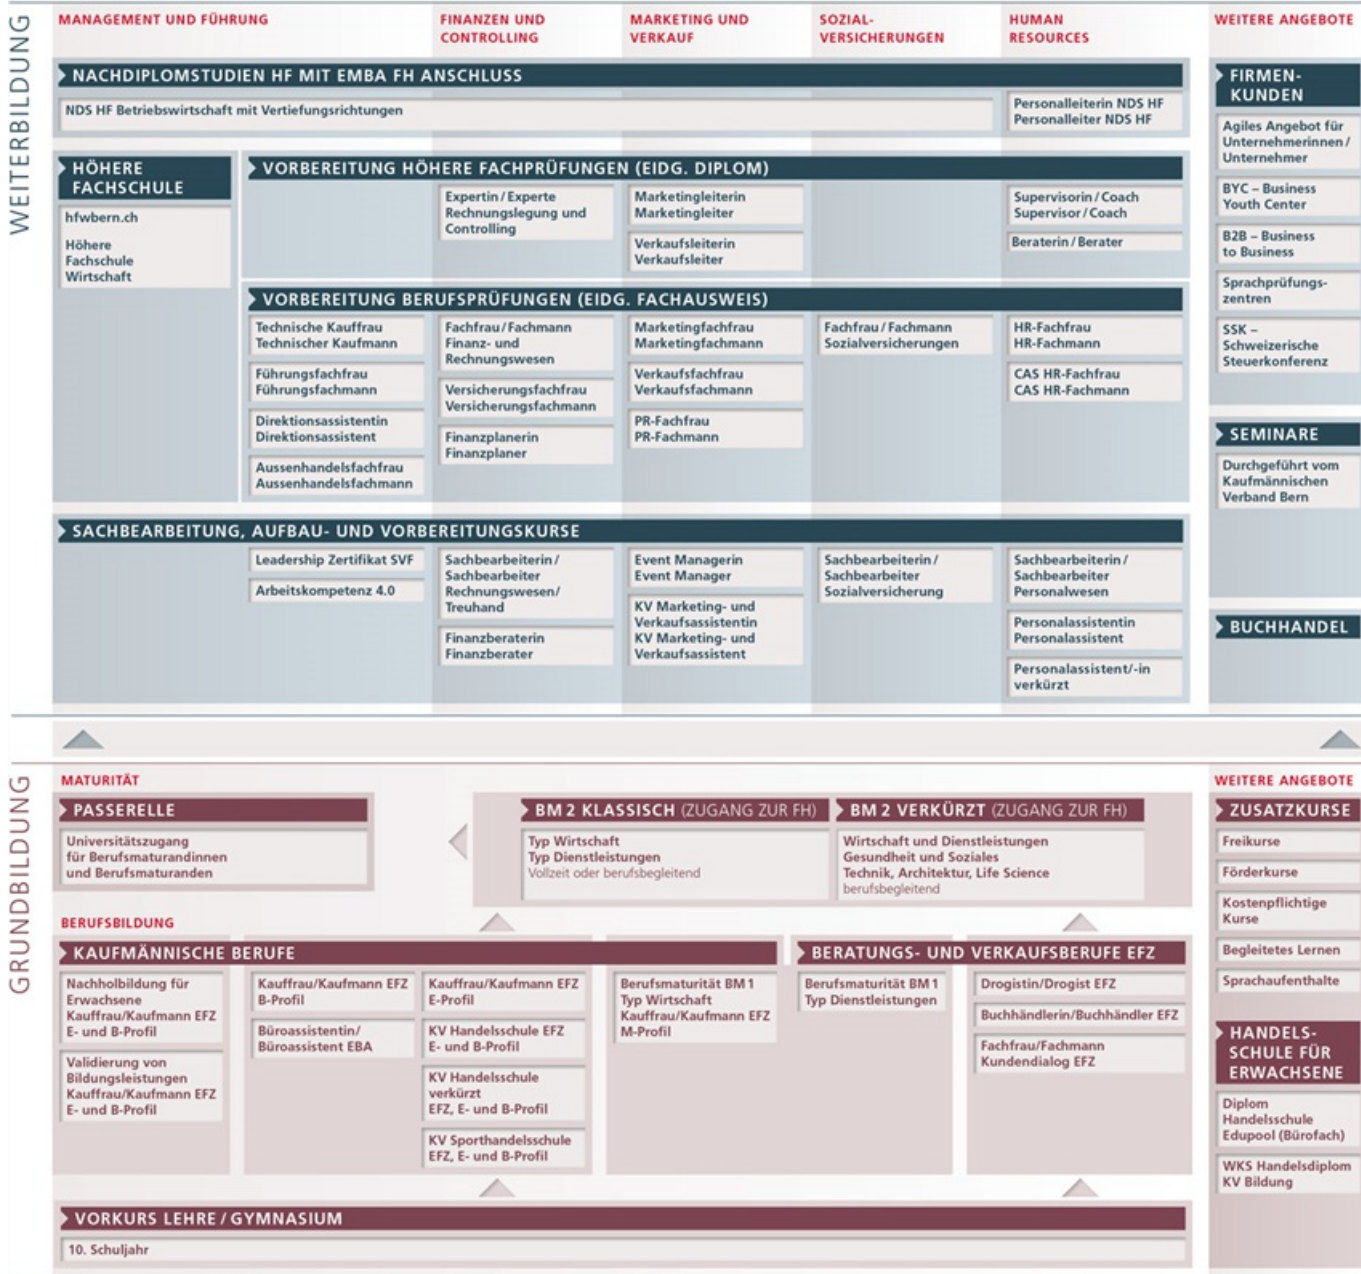 WEITERBILDUNG
MANAGEMENT UND FÜHRUNG
FINANZEN UND
CONTROLLING
MARKETING UND
VERKAUF
SOZIAL-
VERSICHERUNGEN
HUMAN
RESOURCES
WEITERE ANGEBOTE
NACHDIPLOMSTUDIEN HF MIT EMBA FH ANSCHLUSS
NDS HF Betriebswirtschaft mit Vertiefungsrichtungen
Personalleiterin NDS HF
Personalleiter NDS HF
HÖHERE
FACHSCHULE
hfwbern.ch
Höhere
Fachschule
Wirtschaft
VORBEREITUNG HÖHERE FACHPRÜFUNGEN (EIDG. DIPLOM)
Expertin / Experte
Rechnungslegung und
Controlling
Marketingleiterin
Marketingleiter
Verkaufsleiterin
Verkaufsleiter
Supervisorin / Coach
Supervisor / Coach
Beraterin / Berater
VORBEREITUNG BERUFSPRÜFUNGEN (EIDG. FACHAUSWEIS)
Technische Kauffrau
Technischer Kaufmann
Führungsfachfrau
Führungsfachmann
Direktionsassistentin
Direktionsassistent
Aussenhandelsfachfrau
Aussenhandelsfachmann
Fachfrau / Fachmann
Finanz- und
Rechnungswesen
Versicherungsfachfrau
Versicherungsfachmann
Finanzplanerin
Finanzplaner
Marketingfachfrau
Marketingfachmann
Verkaufsfachfrau
Verkaufsfachmann
PR-Fachfrau
PR-Fachmann
Fachfrau / Fachmann
Sozialversicherungen
HR-Fachfrau
HR-Fachmann
CAS HR-Fachfrau
CAS HR-Fachmann
SACHBEARBEITUNG, AUFBAU- UND VORBEREITUNGSKURSE
Leadership Zertifikat SVF
Arbeitskompetenz 4.0
Sachbearbeiterin /
Sachbearbeiter
Rechnungswesen/
Treuhand
Finanzberaterin
Finanzberater
Event Managerin
Event Manager
KV Marketing- und
Verkaufsassistentin
KV Marketing- und
Verkaufsassistent
Sachbearbeiterin /
Sachbearbeiter
Sozialversicherung
Sachbearbeiterin /
Sachbearbeiter
Personalwesen
Personalassistentin
Personalassistent
Personalassistent/-in
verkürzt
FIRMEN-
KUNDEN
Agiles Angebot für
Unternehmerinnen /
Unternehmer
BYC – Business
Youth Center
B2B – Business
to Business
Sprachprüfungs-
zentren
SSK –
Schweizerische
Steuerkonferenz
SEMINARE
Durchgeführt vom
Kaufmännischen
Verband Bern
BUCHHANDEL
GRUNDBILDUNG
MATURITÄT
PASSERELLE
Universitätszugang
für Berufsmaturandinnen
und Berufsmaturanden
BM 2 KLASSISCH (ZUGANG ZUR FH)
Typ Wirtschaft
Typ Dienstleistungen
Vollzeit oder berufsbegleitend
BM 2 VERKÜRZT (ZUGANG ZUR FH)
Wirtschaft und Dienstleistungen
Gesundheit und Soziales
Technik, Architektur, Life Science
berufsbegleitend
BERUFSBILDUNG
KAUFMÄNNISCHE BERUFE
Nachholbildung für
Erwachsene
Kauffrau/Kaufmann EFZ
E- und B-Profil
Validierung von
Bildungsleistungen
Kauffrau/Kaufmann EFZ
E- und B-Profil
Kauffrau/Kaufmann EFZ
B-Profil
Büroassistentin/
Büroassistent EBA
Kauffrau/Kaufmann EFZ
E-Profil
KV Handelsschule EFZ
E- und B-Profil
KV Handelsschule
verkürzt
EFZ, E- und B-Profil
KV Sporthandelsschule
EFZ, E- und B-Profil
Berufsmaturität BM 1
Typ Wirtschaft
Kauffrau/Kaufmann EFZ
M-Profil
BERATUNGS- UND VERKAUFSBERUFE EFZ
Berufsmaturität BM 1
Typ Dienstleistungen
Drogistin/Drogist EFZ
Buchhändlerin/Buchhändler EFZ
Fachfrau/Fachmann
Kundendialog EFZ
VORKURS LEHRE / GYMNASIUM
10. Schuljahr
WEITERE ANGEBOTE
ZUSATZKURSE
Freikurse
Förderkurse
Kostenpflichtige
Kurse
Begleitetes Lernen
Sprachaufenthalte
HANDELS-
SCHULE FÜR
ERWACHSENE
Diplom
Handelsschule
Edupool (Bürofach)
WKS Handelsdiplom
KV Bildung